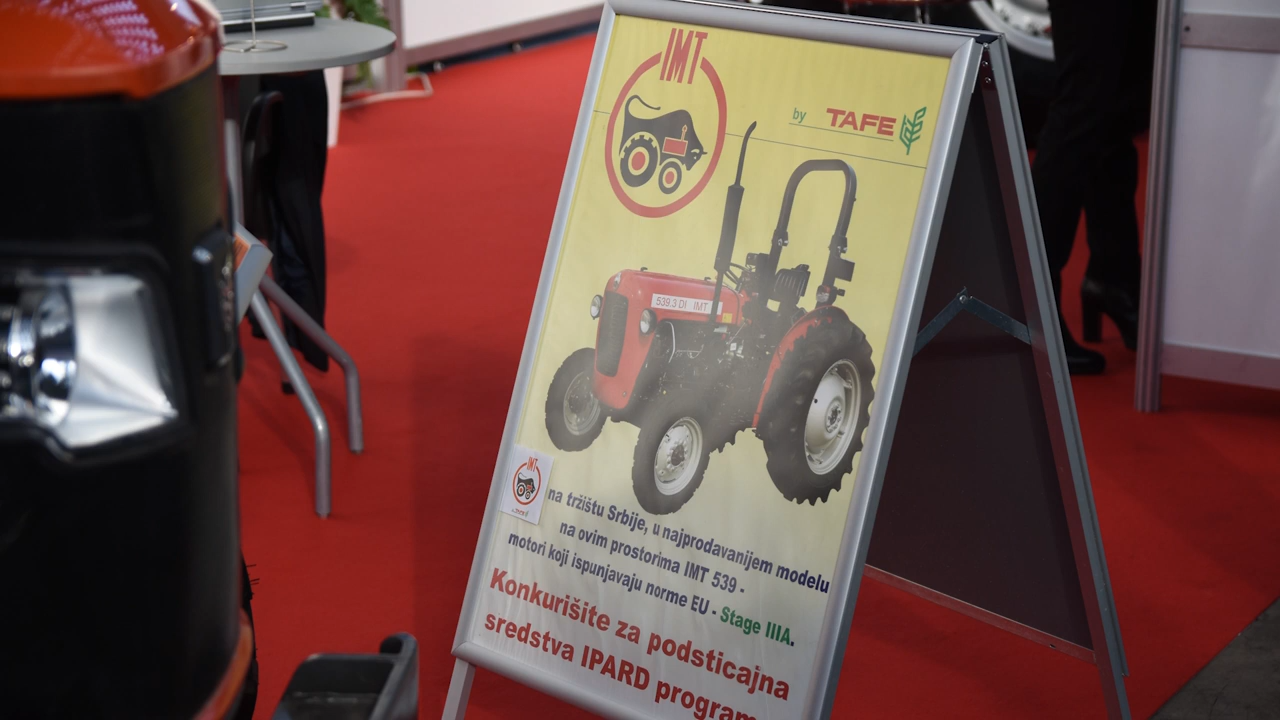 IMT
by TAFE
539.3 DI IMT
IMT
na tržištu Srbije, u najprodavanijem modelu
na ovim prostorima IMT 539 -
motori koji ispunjavaju norme EU - Stage IIIA.
Konkurišite za podsticajna
sredstva IPARD